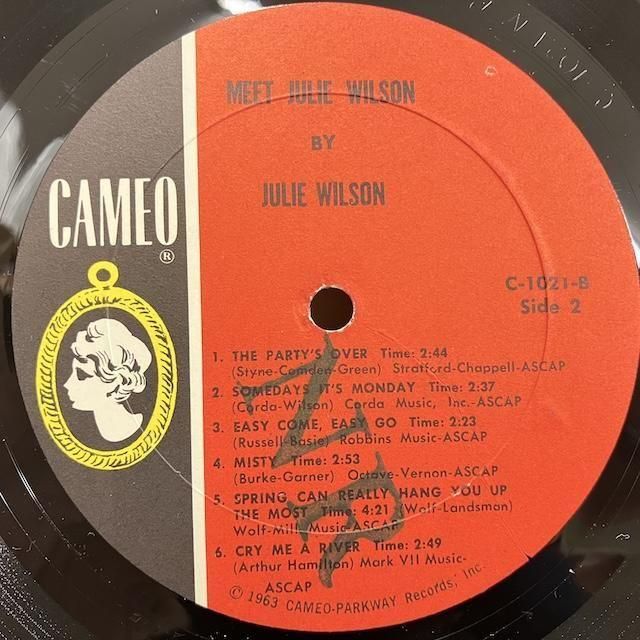 MEET JULIE WILSON
BY
JULIE WILSON
CAMEO
®
C-1021-B
Side 2
1. THE PARTY'S OVER Time: 2:44
(Styne-Comden-Green) Stratford-Chappell-ASCAP
2. SOMEDAYS IT'S MONDAY Time: 2:37
(Corda-Wilson) Corda Music, Inc.-ASCAP
3. EASY COME, EASY GO Time: 2:23
(Russell-Basie) Robbins Music-ASCAP
4. MISTY Time: 2:53
(Burke-Garner) Octave-Vernon-ASCAP
5. SPRING CAN REALLY HANG YOU UP
THE MOST Time: 4:21 (Wolf-Landsman)
Wolf-Mill Music-ASCAP
6. CRY ME A RIVER Time: 2:49
(Arthur Hamilton) Mark VII Music-
ASCAP
© 1963 CAMEO-PARKWAY Records, Inc.